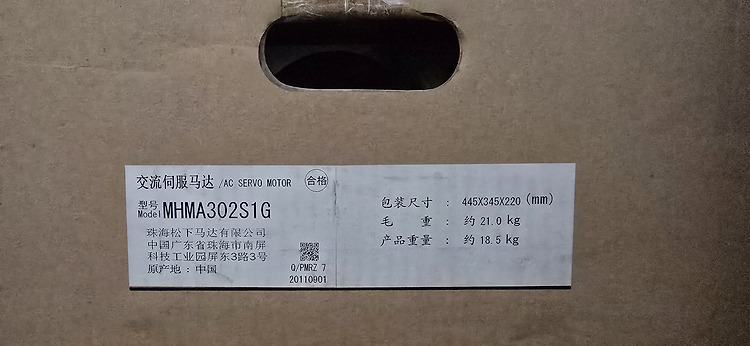 交流伺服马达 /AC SERVO MOTOR 合格
型号 Model MHMA302S1G
珠海松下马达有限公司
中国广东省珠海市南屏
科技工业园屏东3路3号
原产地：中国
Q/PMRZ 7
20110901
包装尺寸： 445X345X220 (mm)
毛 重： 约 21.0 kg
产品重量： 约 18.5 kg